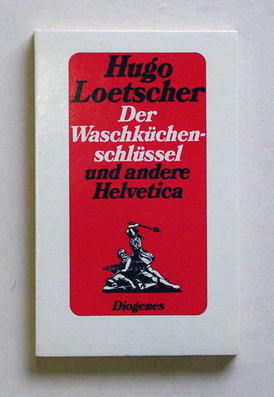 Hugo
Loetscher
Der
Waschküchen-
schlüssel
und andere
Helvetica
Diogenes